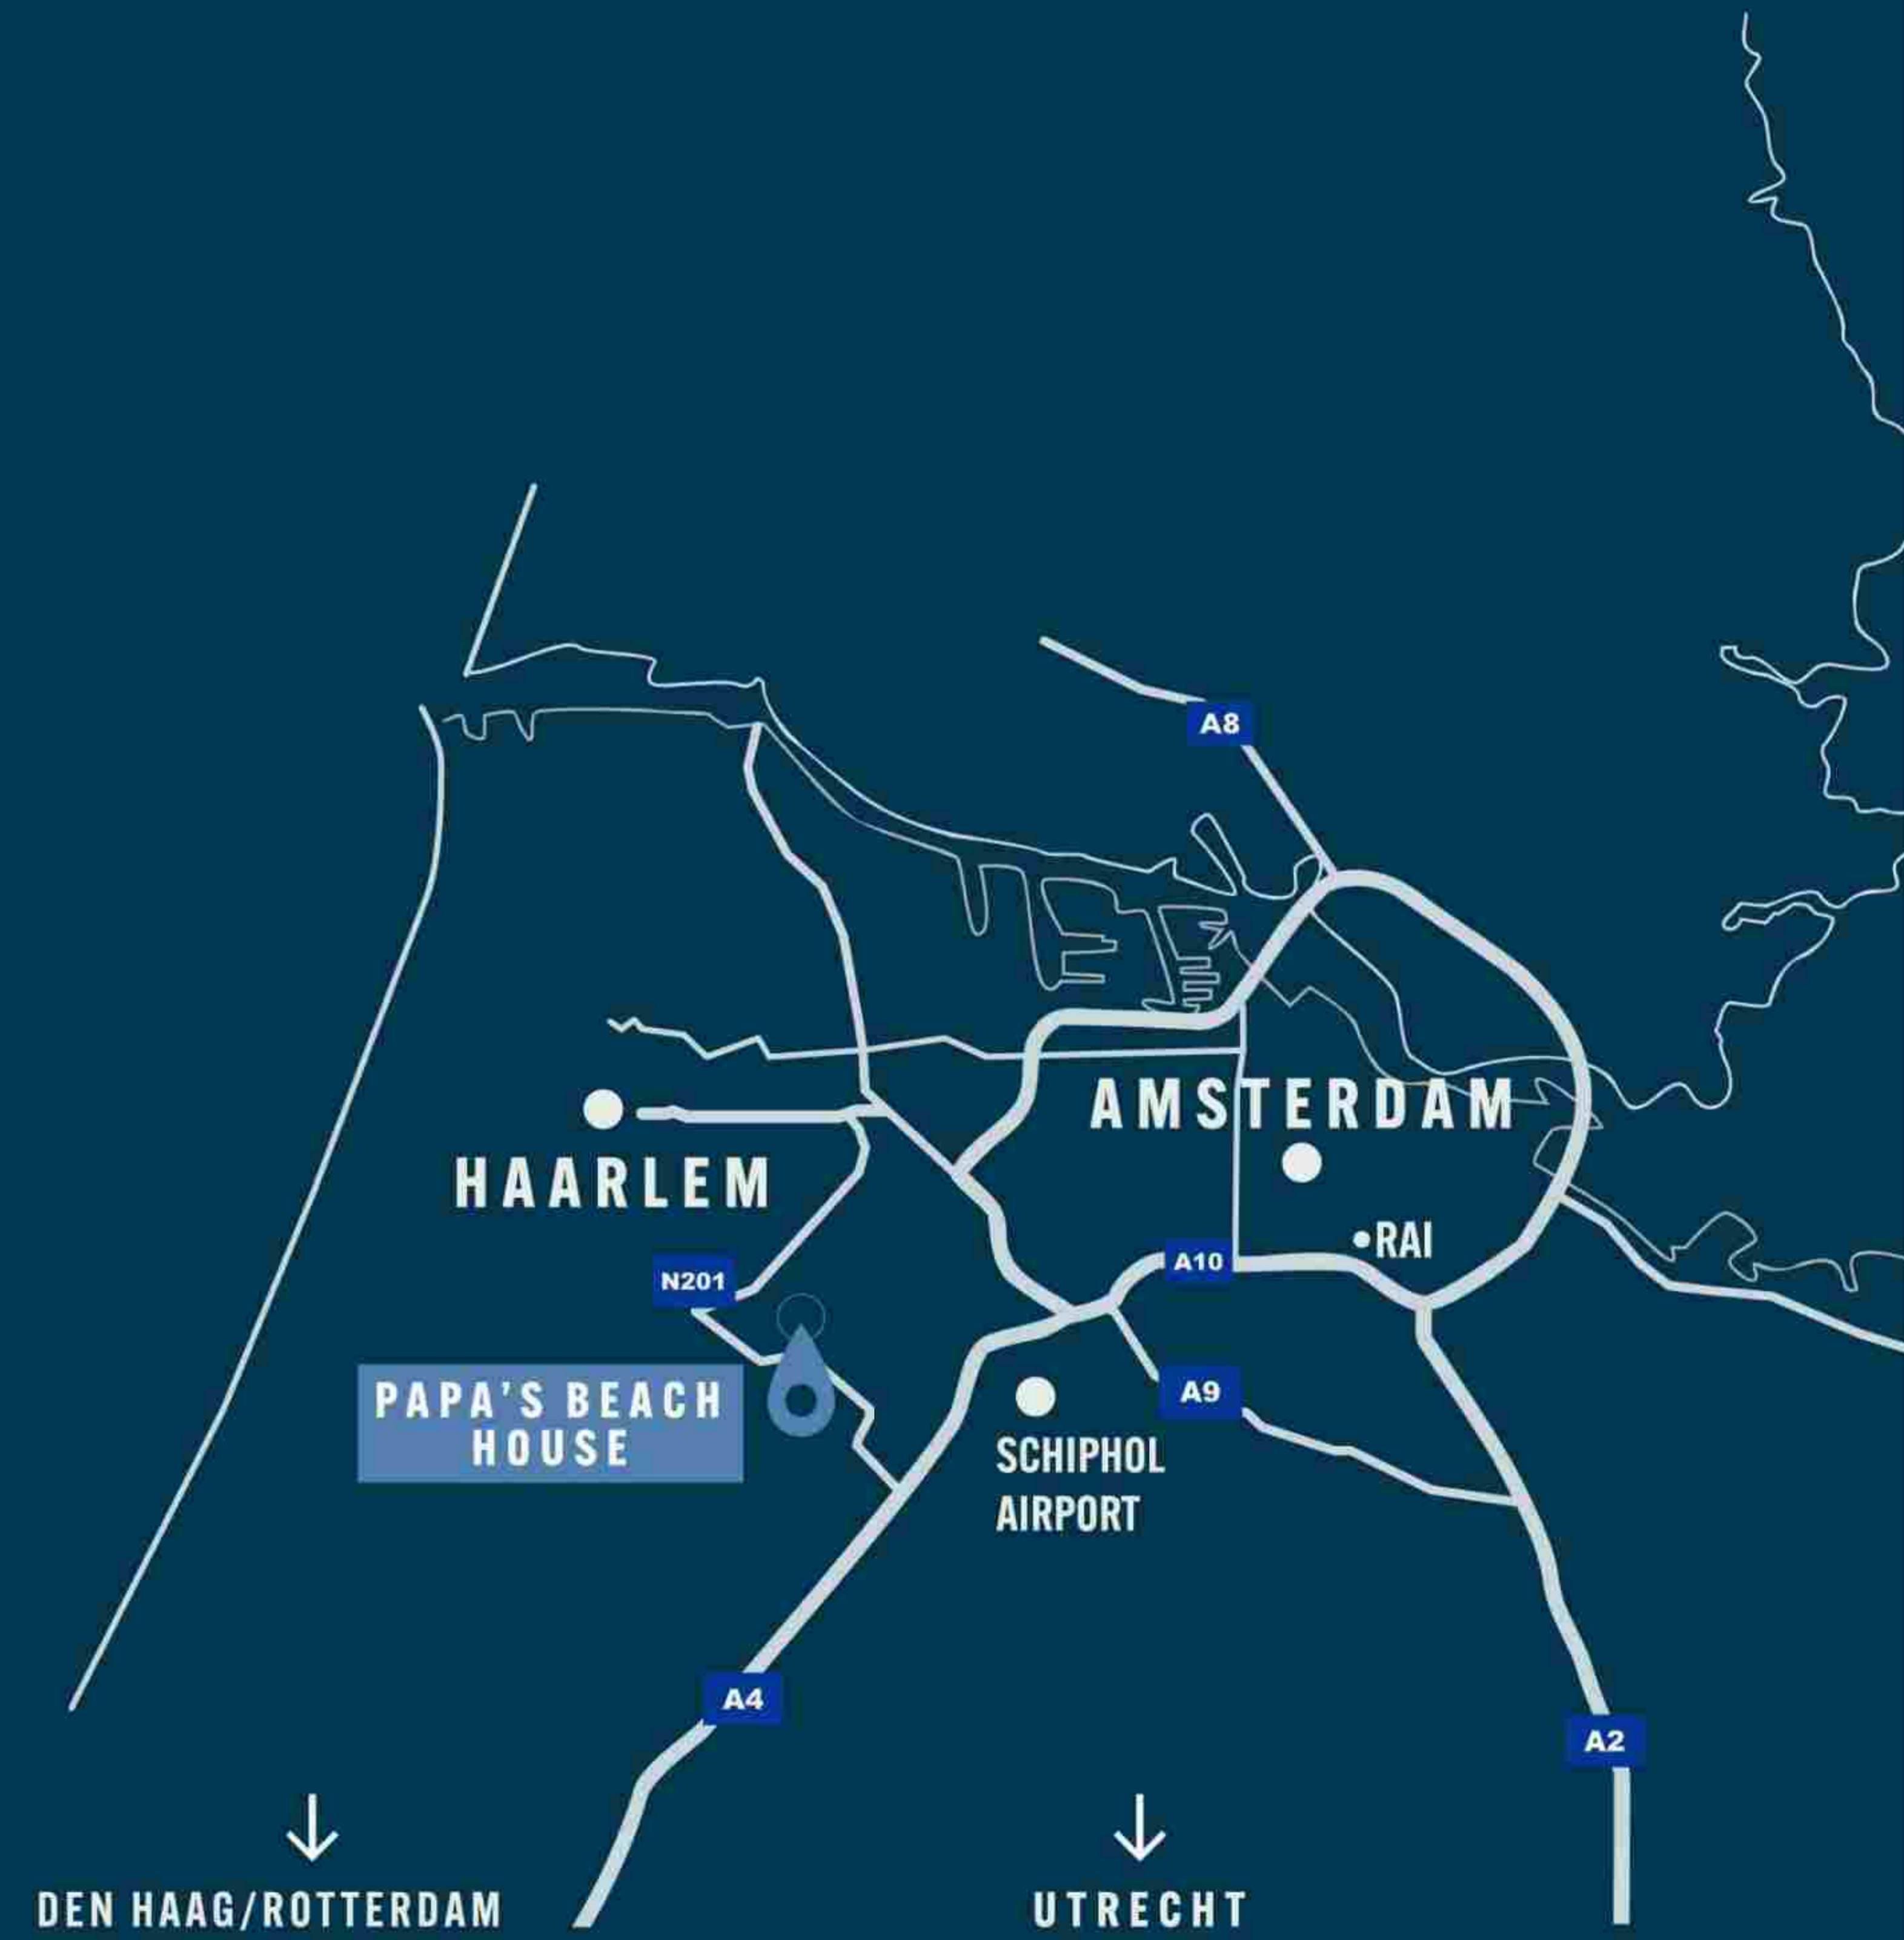 A8
AMSTERDAM
HAARLEM
RAI
A10
N201
PAPA'S BEACH
HOUSE
A9
SCHIPHOL
AIRPORT
A4
A2
DEN HAAG/ROTTERDAM
UTRECHT